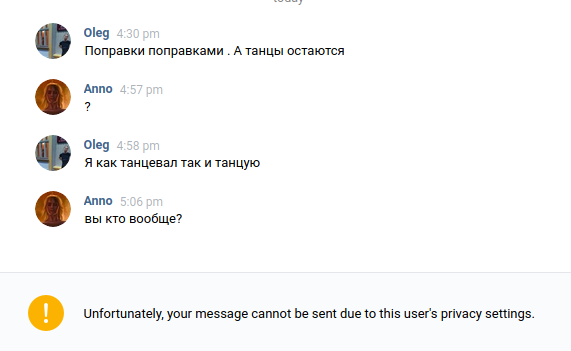 today
Oleg 4:30 pm
Поправки поправками . А танцы остаются
Anno 4:57 pm
?
Oleg 4:58 pm
Я как танцевал так и танцую
Anno 5:06 pm
вы кто вообще?
Unfortunately, your message cannot be sent due to this user's privacy settings.